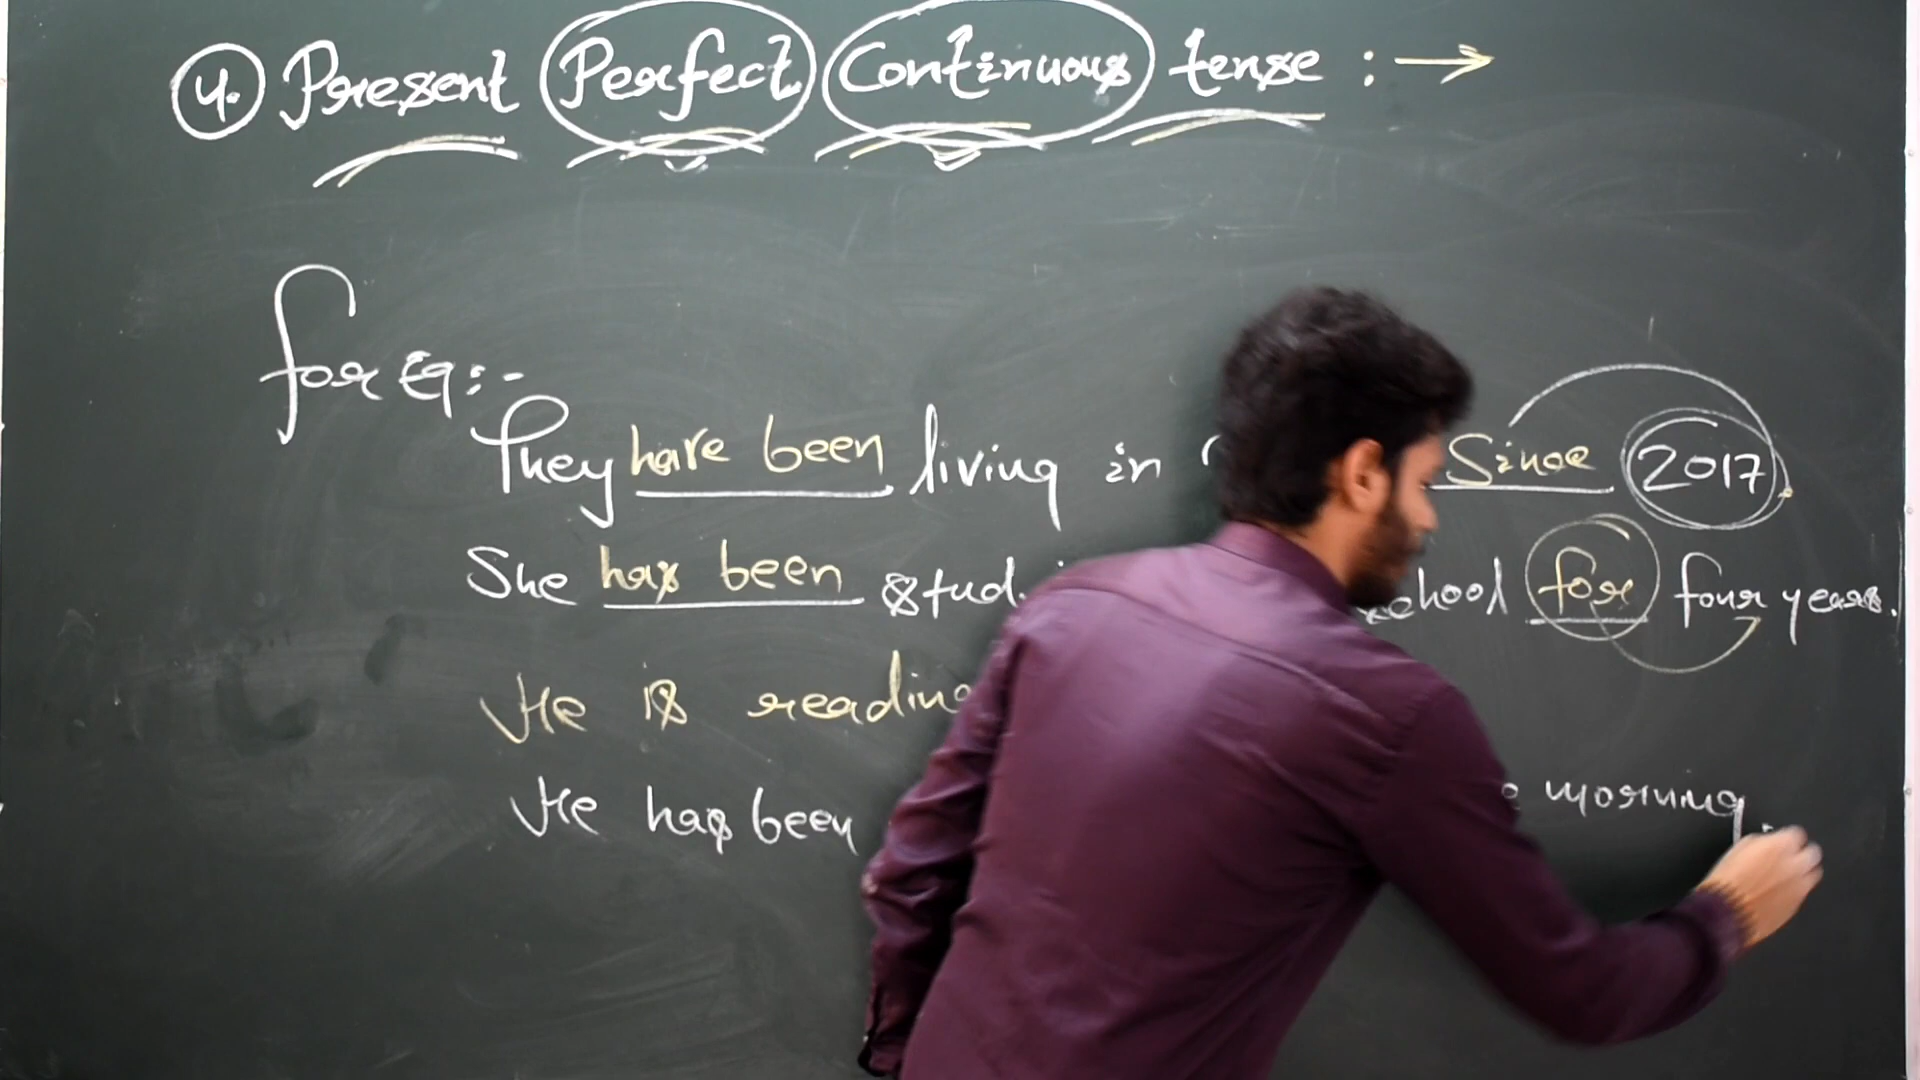 4. Present Perfect Continuous tense :→
for Eg:-
They have been living in Since 2017.
She has been school for four years.
He is reading
He has been morning.